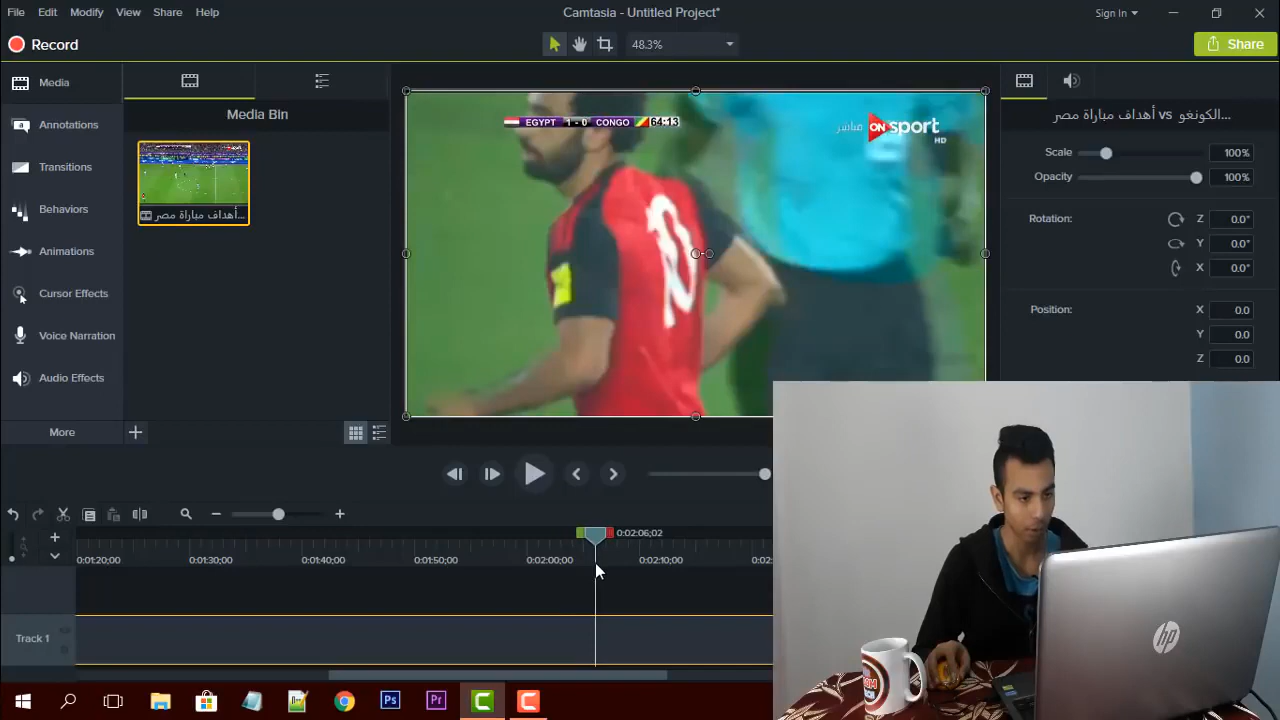 File Edit Modify View Share Help
Camtasia - Untitled Project*
Sign In
Record
48.3%
Share
Media
Annotations
Transitions
Behaviors
Animations
Cursor Effects
Voice Narration
Audio Effects
More
Media Bin
أهداف مباراة مصر...
EGYPT 1 - 0 CONGO 64:13
مباشر ON sport HD
10
أهداف مباراة مصر vs الكونغو...
Scale 100%
Opacity 100%
Rotation: Z 0.0°
Y 0.0°
X 0.0°
Position: X 0.0
Y 0.0
Z 0.0
0:02:06;02
0:01:20;00 0:01:30;00 0:01:40;00 0:01:50;00 0:02:00;00 0:02:10;00
Track 1
Ps Pr
hp